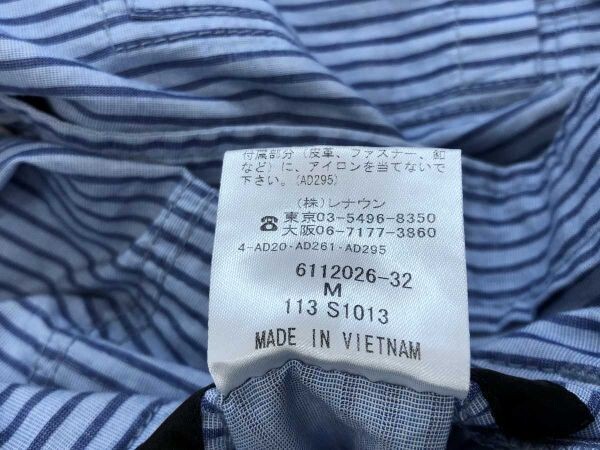 付属部分(皮革、ファスナー、釦
など)に、アイロンを当てないで
下さい。(AD295)
(株)レナウン
☎東京03-5496-8350
大阪06-7177-3860
4-AD20・AD261・AD295
6112026-32
M
113 S1013
MADE IN VIETNAM